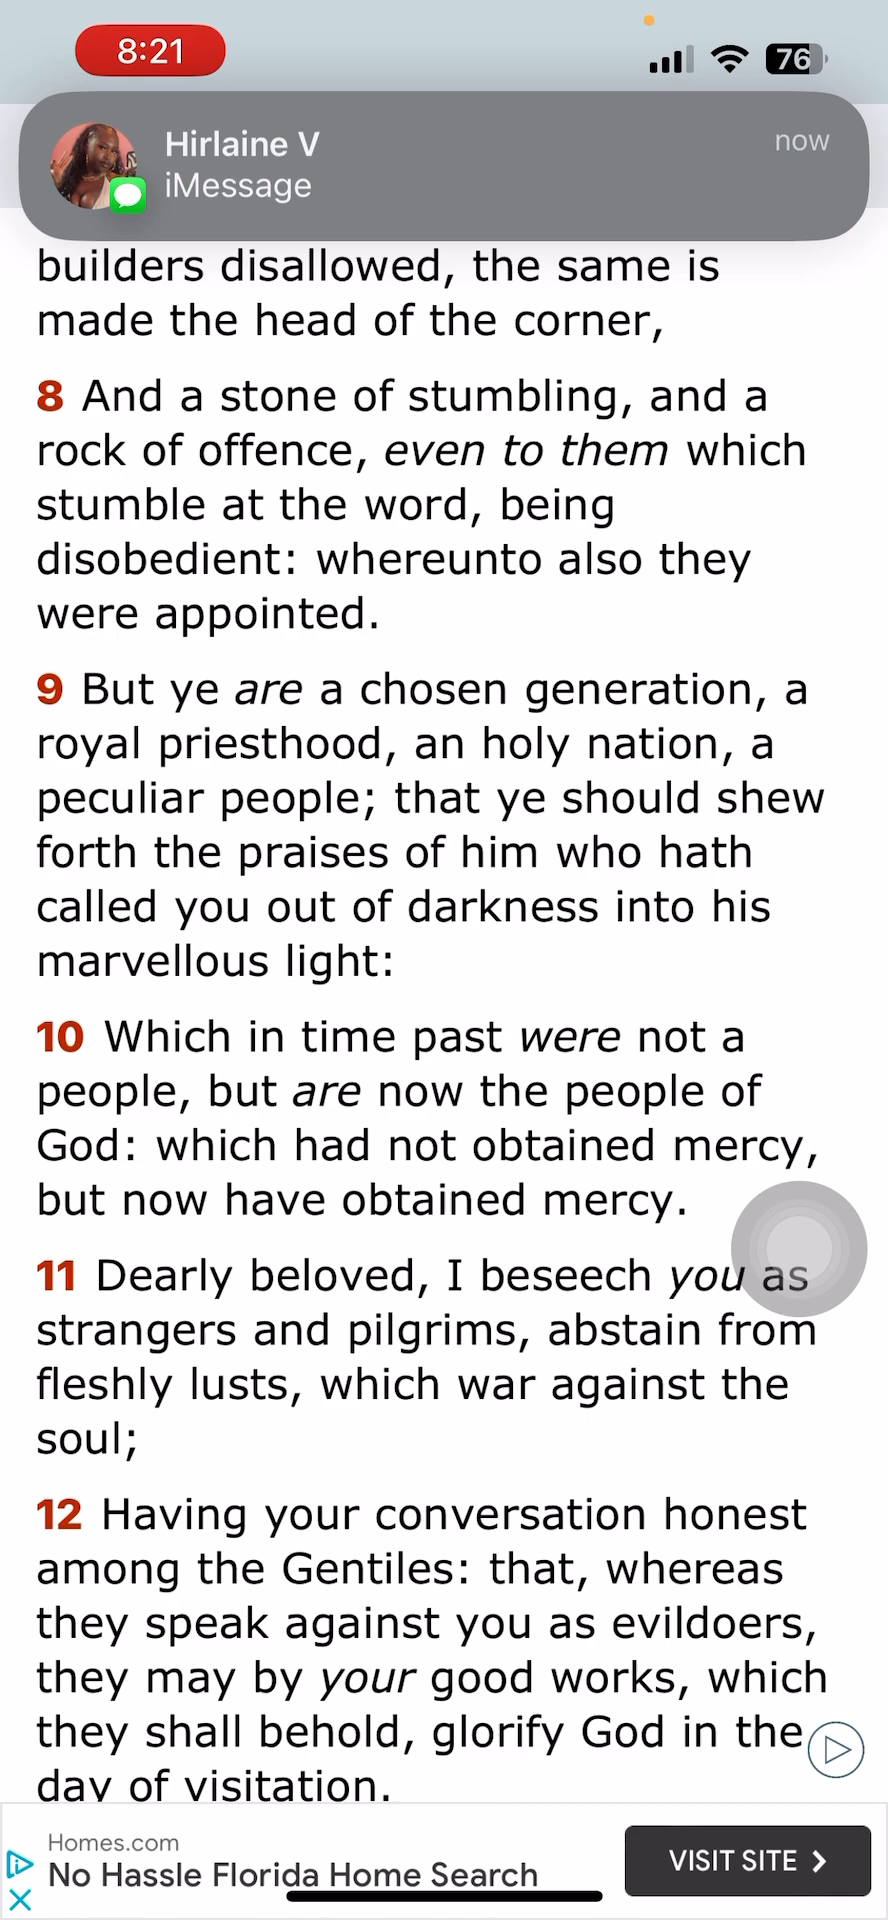 8:21
76
Hirlaine V
now
iMessage
builders disallowed, the same is
made the head of the corner,
8 And a stone of stumbling, and a
rock of offence, even to them which
stumble at the word, being
disobedient: whereunto also they
were appointed.
9 But ye are a chosen generation, a
royal priesthood, an holy nation, a
peculiar people; that ye should shew
forth the praises of him who hath
called you out of darkness into his
marvellous light:
10 Which in time past were not a
people, but are now the people of
God: which had not obtained mercy,
but now have obtained mercy.
11 Dearly beloved, I beseech you as
strangers and pilgrims, abstain from
fleshly lusts, which war against the
soul;
12 Having your conversation honest
among the Gentiles: that, whereas
they speak against you as evildoers,
they may by your good works, which
they shall behold, glorify God in the
day of visitation.
Homes.com
No Hassle Florida Home Search
VISIT SITE